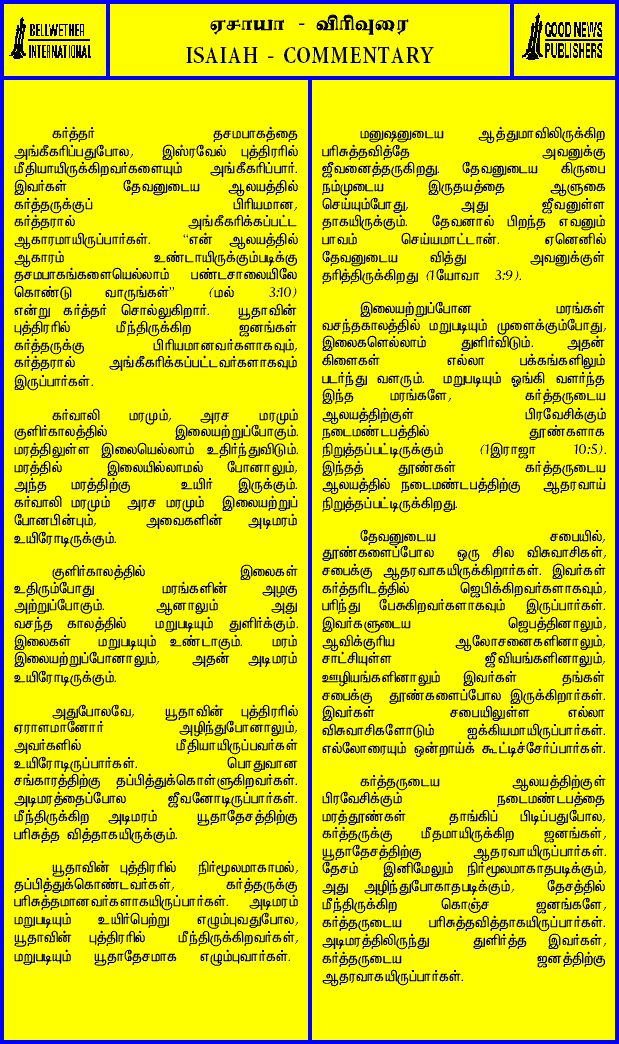 BELLWETHER
INTERNATIONAL
ஏசாயா - விரிவுரை
ISAIAH - COMMENTARY
GOOD NEWS
PUBLISHERS
கர்த்தர் தசமபாகத்தை
அங்கீகரிப்பதுபோல, இஸ்ரவேல் புத்திரரில்
மீதியாயிருக்கிறவர்களையும் அங்கீகரிப்பார்.
இவர்கள் தேவனுடைய ஆலயத்தில்
கர்த்தருக்குப் பிரியமான,
கர்த்தரால் அங்கீகரிக்கப்பட்ட
ஆகாரமாயிருப்பார்கள். “என் ஆலயத்தில்
ஆகாரம் உண்டாயிருக்கும்படிக்கு
தசமபாகங்களையெல்லாம் பண்டசாலையிலே
கொண்டு வாருங்கள்” (மல் 3:10)
என்று கர்த்தர் சொல்லுகிறார். யூதாவின்
புத்திரரில் மீந்திருக்கிற ஜனங்கள்
கர்த்தருக்கு பிரியமானவர்களாகவும்,
கர்த்தரால் அங்கீகரிக்கப்பட்டவர்களாகவும்
இருப்பார்கள்.
கர்வாலி மரமும், அரச மரமும்
குளிர்காலத்தில் இலையற்றுப்போகும்.
மரத்திலுள்ள இலையெல்லாம் உதிர்ந்துவிடும்.
மரத்தில் இலையில்லாமல் போனாலும்,
அந்த மரத்திற்கு உயிர் இருக்கும்.
கர்வாலி மரமும் அரச மரமும் இலையற்றுப்
போனபின்பும், அவைகளின் அடிமரம்
உயிரோடிருக்கும்.
குளிர்காலத்தில் இலைகள்
உதிரும்போது மரங்களின் அழகு
அற்றுப்போகும். ஆனாலும் அது
வசந்த காலத்தில் மறுபடியும் துளிர்க்கும்.
இலைகள் மறுபடியும் உண்டாகும். மரம்
இலையற்றுப்போனாலும், அதன் அடிமரம்
உயிரோடிருக்கும்.
அதுபோலவே, யூதாவின் புத்திரரில்
ஏராளமானோர் அழிந்துபோனாலும்,
அவர்களில் மீதியாயிருப்பவர்கள்
உயிரோடிருப்பார்கள். பொதுவான
சங்காரத்திற்கு தப்பித்துக்கொள்ளுகிறவர்கள்.
அடிமரத்தைப்போல ஜீவனோடிருப்பார்கள்.
மீந்திருக்கிற அடிமரம் யூதாதேசத்திற்கு
பரிசுத்த வித்தாகயிருக்கும்.
யூதாவின் புத்திரரில் நிர்மூலமாகாமல்,
தப்பித்துக்கொண்டவர்கள், கர்த்தருக்கு
பரிசுத்தமானவர்களாகயிருப்பார்கள். அடிமரம்
மறுபடியும் உயிர்பெற்று எழும்புவதுபோல,
யூதாவின் புத்திரரில் மீந்திருக்கிறவர்கள்,
மறுபடியும் யூதாதேசமாக எழும்புவார்கள்.
மனுஷனுடைய ஆத்துமாவிலிருக்கிற
பரிசுத்தவித்தே அவனுக்கு
ஜீவனைத்தருகிறது. தேவனுடைய கிருபை
நம்முடைய இருதயத்தை ஆளுகை
செய்யும்போது, அது ஜீவனுள்ள
தாகயிருக்கும். தேவனால் பிறந்த எவனும்
பாவம் செய்யமாட்டான். ஏனெனில்
தேவனுடைய வித்து அவனுக்குள்
தரித்திருக்கிறது (1யோவா 3:9).
இலையற்றுப்போன மரங்கள்
வசந்தகாலத்தில் மறுபடியும் முளைக்கும்போது,
இலைகளெல்லாம் துளிர்விடும். அதன்
கிளைகள் எல்லா பக்கங்களிலும்
படர்ந்து வளரும். மறுபடியும் ஓங்கி வளர்ந்த
இந்த மரங்களே, கர்த்தருடைய
ஆலயத்திற்குள் பிரவேசிக்கும்
நடைமண்டபத்தில் தூண்களாக
நிறுத்தப்பட்டிருக்கும் (1இராஜா 10:5).
இந்தத் தூண்கள் கர்த்தருடைய
ஆலயத்தில் நடைமண்டபத்திற்கு ஆதரவாய்
நிறுத்தப்பட்டிருக்கிறது.
தேவனுடைய சபையில்,
தூண்களைப்போல ஒரு சில விசுவாசிகள்,
சபைக்கு ஆதரவாகயிருக்கிறார்கள். இவர்கள்
கர்த்தரிடத்தில் ஜெபிக்கிறவர்களாகவும்,
பரிந்து பேசுகிறவர்களாகவும் இருப்பார்கள்.
இவர்களுடைய ஜெபத்தினாலும்,
ஆவிக்குரிய ஆலோசனைகளினாலும்,
சாட்சியுள்ள ஜீவியங்களினாலும்,
ஊழியங்களினாலும் இவர்கள் தங்கள்
சபைக்கு தூண்களைப்போல இருக்கிறார்கள்.
இவர்கள் சபையிலுள்ள எல்லா
விசுவாசிகளோடும் ஐக்கியமாயிருப்பார்கள்.
எல்லோரையும் ஒன்றாய்க் கூட்டிச்சேர்ப்பார்கள்.
கர்த்தருடைய ஆலயத்திற்குள்
பிரவேசிக்கும் நடைமண்டபத்தை
மரத்தூண்கள் தாங்கிப் பிடிப்பதுபோல,
கர்த்தருக்கு மீதமாயிருக்கிற ஜனங்கள்,
யூதாதேசத்திற்கு ஆதரவாயிருப்பார்கள்.
தேசம் இனிமேலும் நிர்மூலமாகாதபடிக்கும்,
அது அழிந்துபோகாதபடிக்கும், தேசத்தில்
மீந்திருக்கிற கொஞ்ச ஜனங்களே,
கர்த்தருடைய பரிசுத்தவித்தாகயிருப்பார்கள்.
அடிமரத்திலிருந்து துளிர்த்த இவர்கள்,
கர்த்தருடைய ஜனத்திற்கு
ஆதரவாகயிருப்பார்கள்.